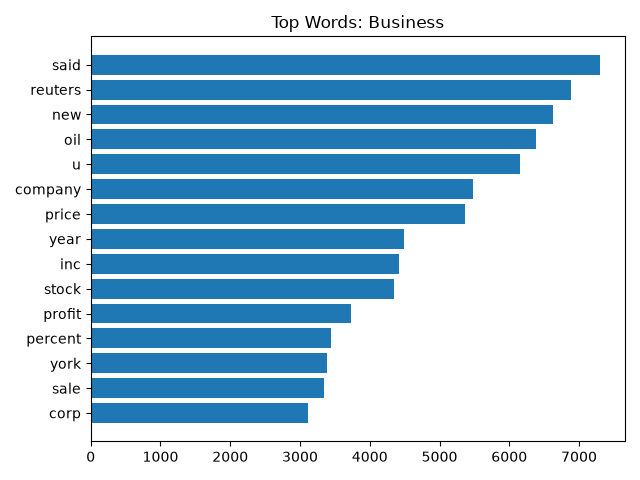 Top Words: Business
said
reuters
new
oil
u
company
price
year
inc
stock
profit
percent
york
sale
corp
0 1000 2000 3000 4000 5000 6000 7000